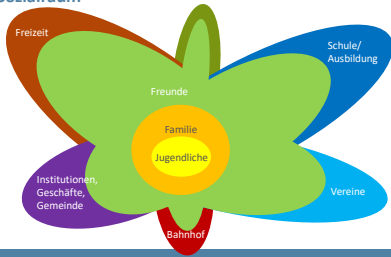 Sozialraum
Freizeit
Schule/
Ausbildung
Freunde
Familie
Jugendliche
Institutionen,
Geschäfte,
Gemeinde
Vereine
Bahnhof